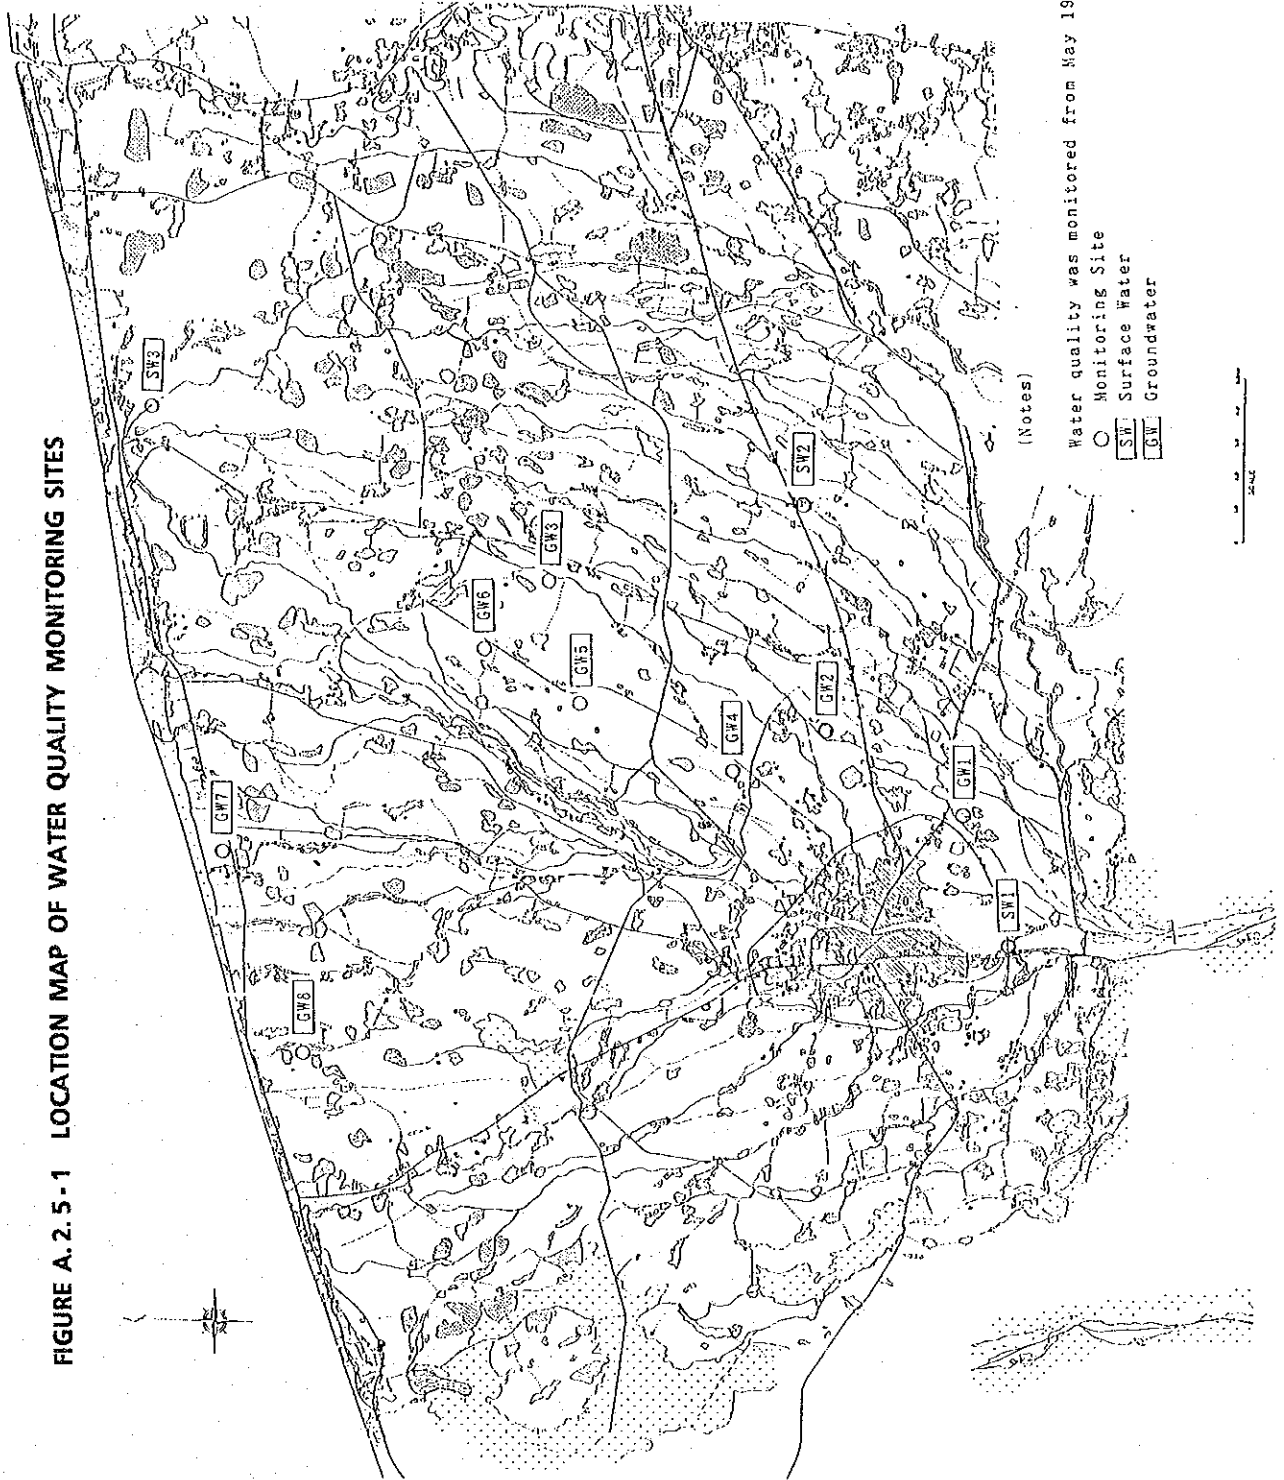 FIGURE A. 2. 5 - 1 LOCATION MAP OF WATER QUALITY MONITORING SITES
GW8
GW7
SW3
GW6
GW3
GW5
GW4
GW2
SW2
GW1
SW1
(Notes)
Water quality was monitored from May 19
Monitoring Site
SW Surface Water
GW Groundwater
SCALE